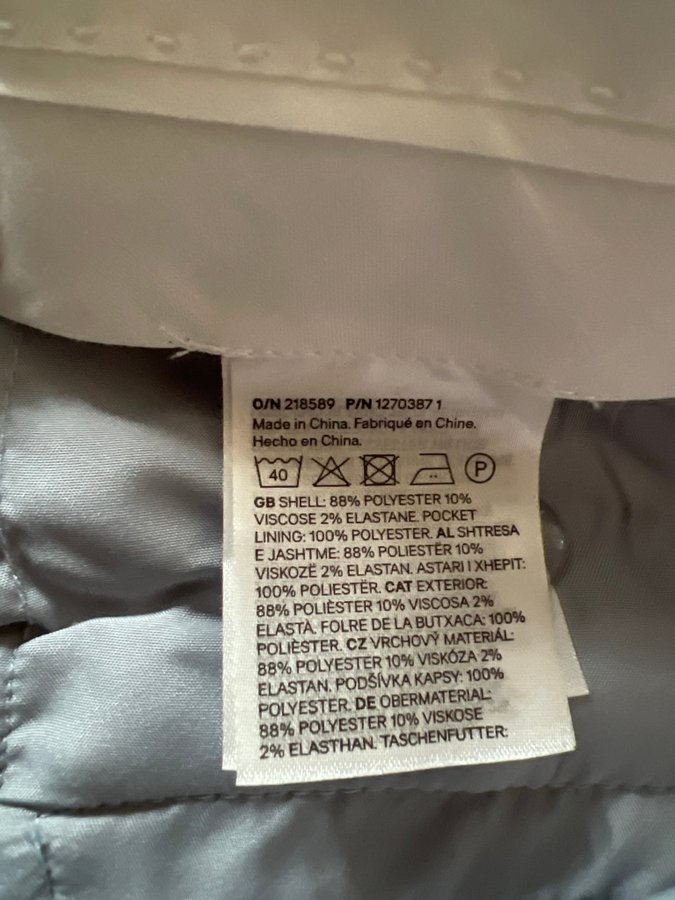 O/N 218589 P/N 1270387 1
Made in China. Fabriqué en Chine.
Hecho en China.
40 P
GB SHELL: 88% POLYESTER 10%
VISCOSE 2% ELASTANE. POCKET
LINING: 100% POLYESTER. AL SHTRESA
E JASHTME: 88% POLIESTËR 10%
VISKOZË 2% ELASTAN. ASTARI I XHEPIT:
100% POLIESTËR. CAT EXTERIOR:
88% POLIÈSTER 10% VISCOSA 2%
ELASTÀ. FOLRE DE LA BUTXACA: 100%
POLIÈSTER. CZ VRCHOVÝ MATERIÁL:
88% POLYESTER 10% VISKÓZA 2%
ELASTAN. PODŠÍVKA KAPSY: 100%
POLYESTER. DE OBERMATERIAL:
88% POLYESTER 10% VISKOSE
2% ELASTHAN. TASCHENFUTTER: